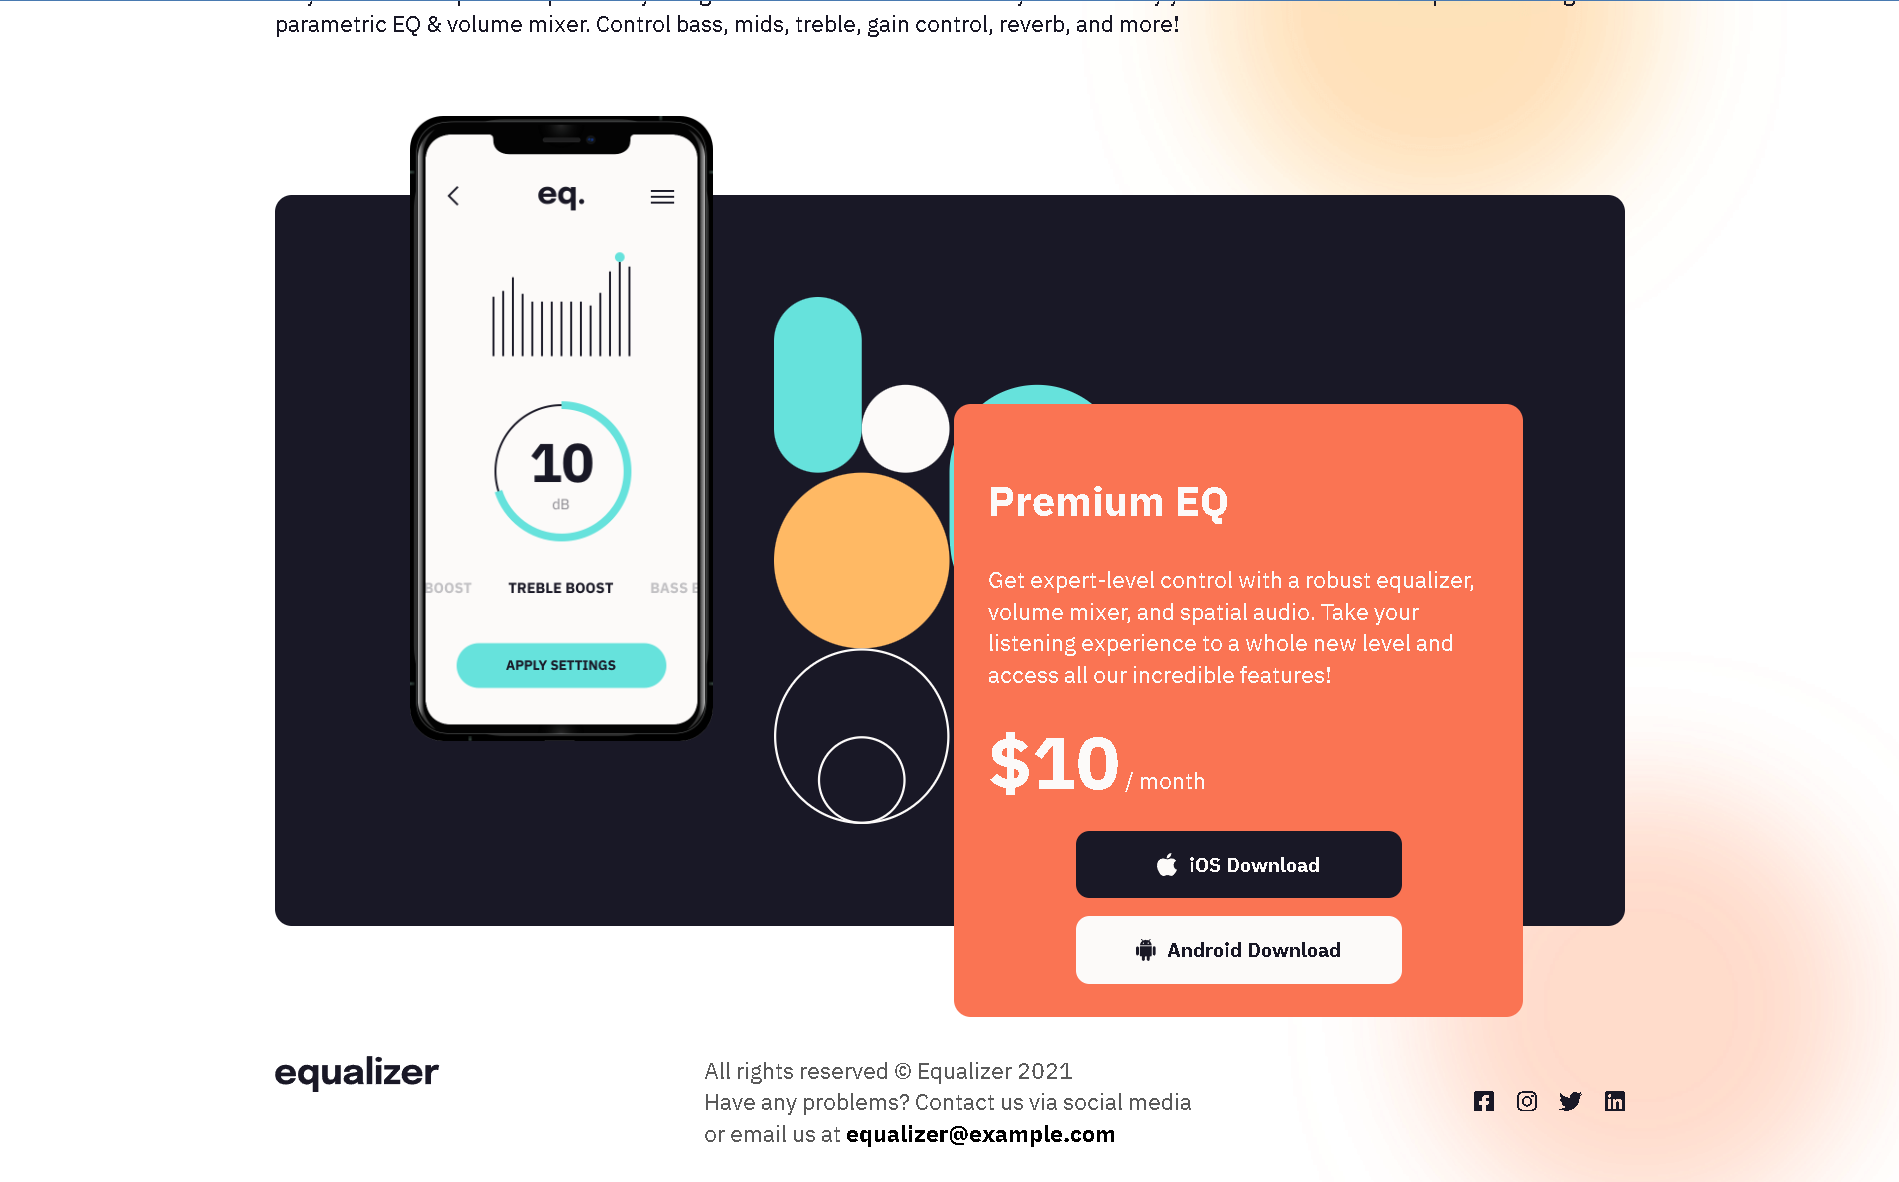 parametric EQ & volume mixer. Control bass, mids, treble, gain control, reverb, and more!
eq.
10
dB
BOOST
TREBLE BOOST
BASS
APPLY SETTINGS
Premium EQ
Get expert-level control with a robust equalizer,
volume mixer, and spatial audio. Take your
listening experience to a whole new level and
access all our incredible features!
$10 / month
iOS Download
Android Download
equalizer
All rights reserved © Equalizer 2021
Have any problems? Contact us via social media
or email us at equalizer@example.com